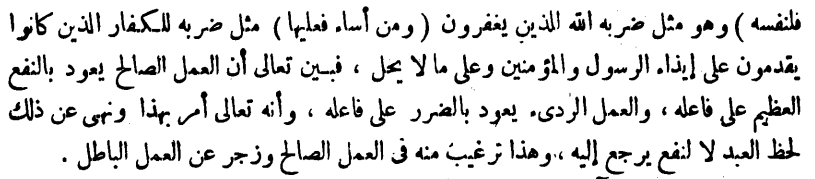 فلنفسه ) وهو مثل ضربه الله للذين يغفرون ( ومن أساء فعليها ) مثل ضربه للكفار الذين كانوا
يقدمون على إيذاء الرسول والمؤمنين وعلى ما لا يحل ، فبين تعالى أن العمل الصالح يعود بالنفع
العظيم على فاعله ، والعمل الردىء يعود بالضرر على فاعله ، وأنه تعالى أمر بهذا ونهى عن ذلك
لحظ العبد لا لنفع يرجع إليه ، وهذا ترغيب منه فى العمل الصالح وزجر عن العمل الباطل .